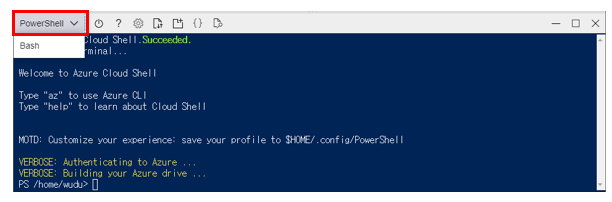 PowerShell
?
{}
Bash
Cloud Shell.Succeeded.
rminal...
Welcome to Azure Cloud Shell
Type "az" to use Azure CLI
Type "help" to learn about Cloud Shell
MOTD: Customize your experience: save your profile to $HOME/.config/PowerShell
VERBOSE: Authenticating to Azure ...
VERBOSE: Building your Azure drive ...
PS /home/wudu>